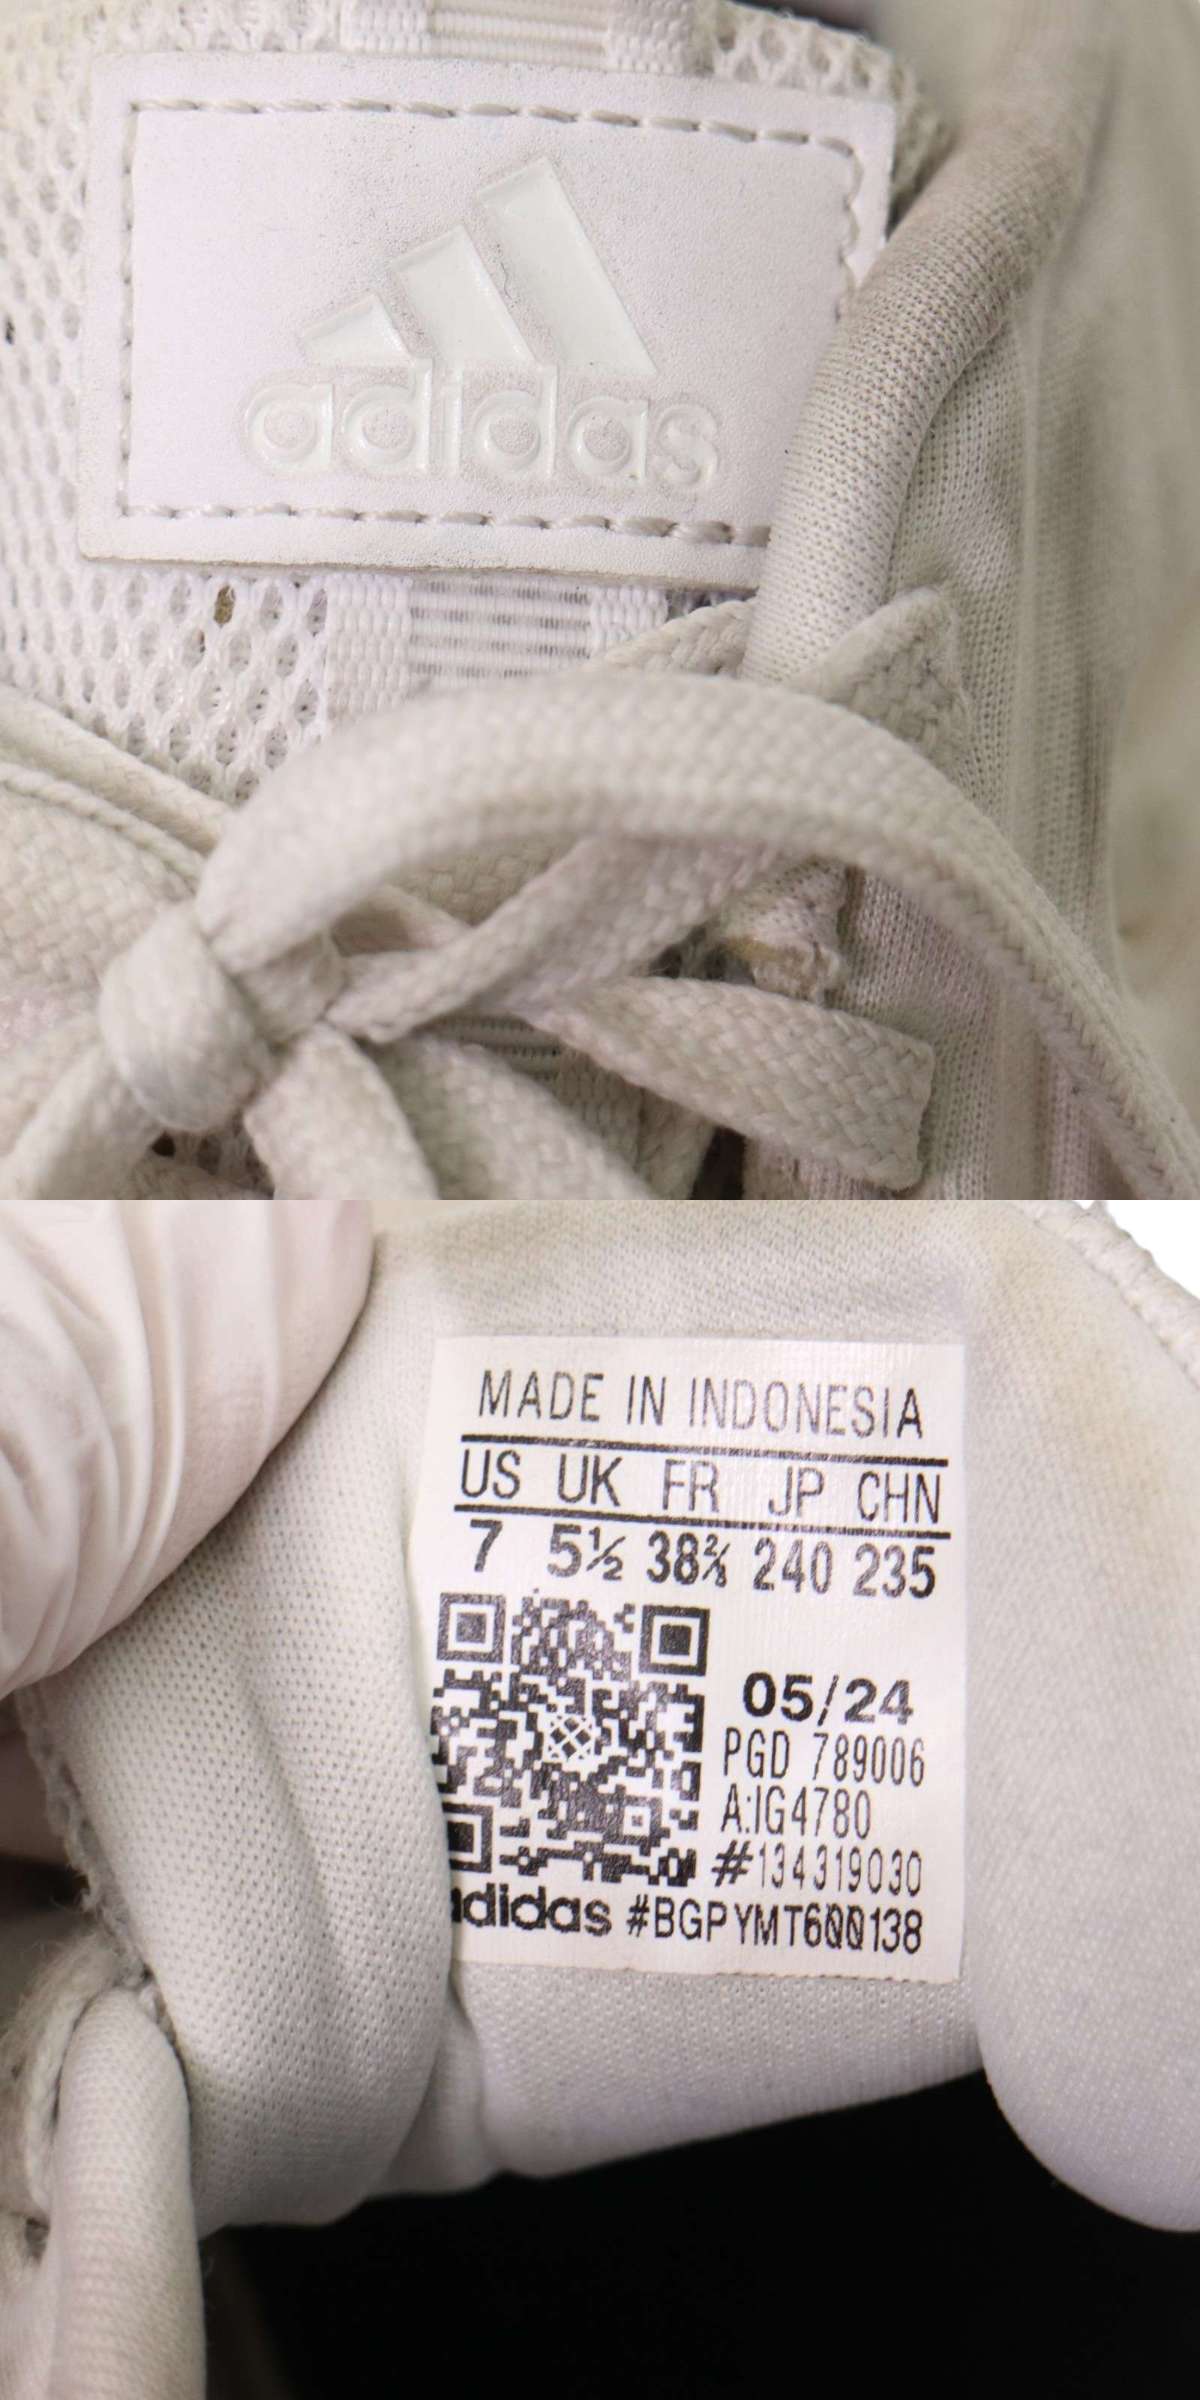 adidas
MADE IN INDONESIA
US UK FR JP CHN
7 5½ 38⅔ 240 235
05/24
PGD 789006
A:IG4780
#134319030
adidas #BGPYMT600138